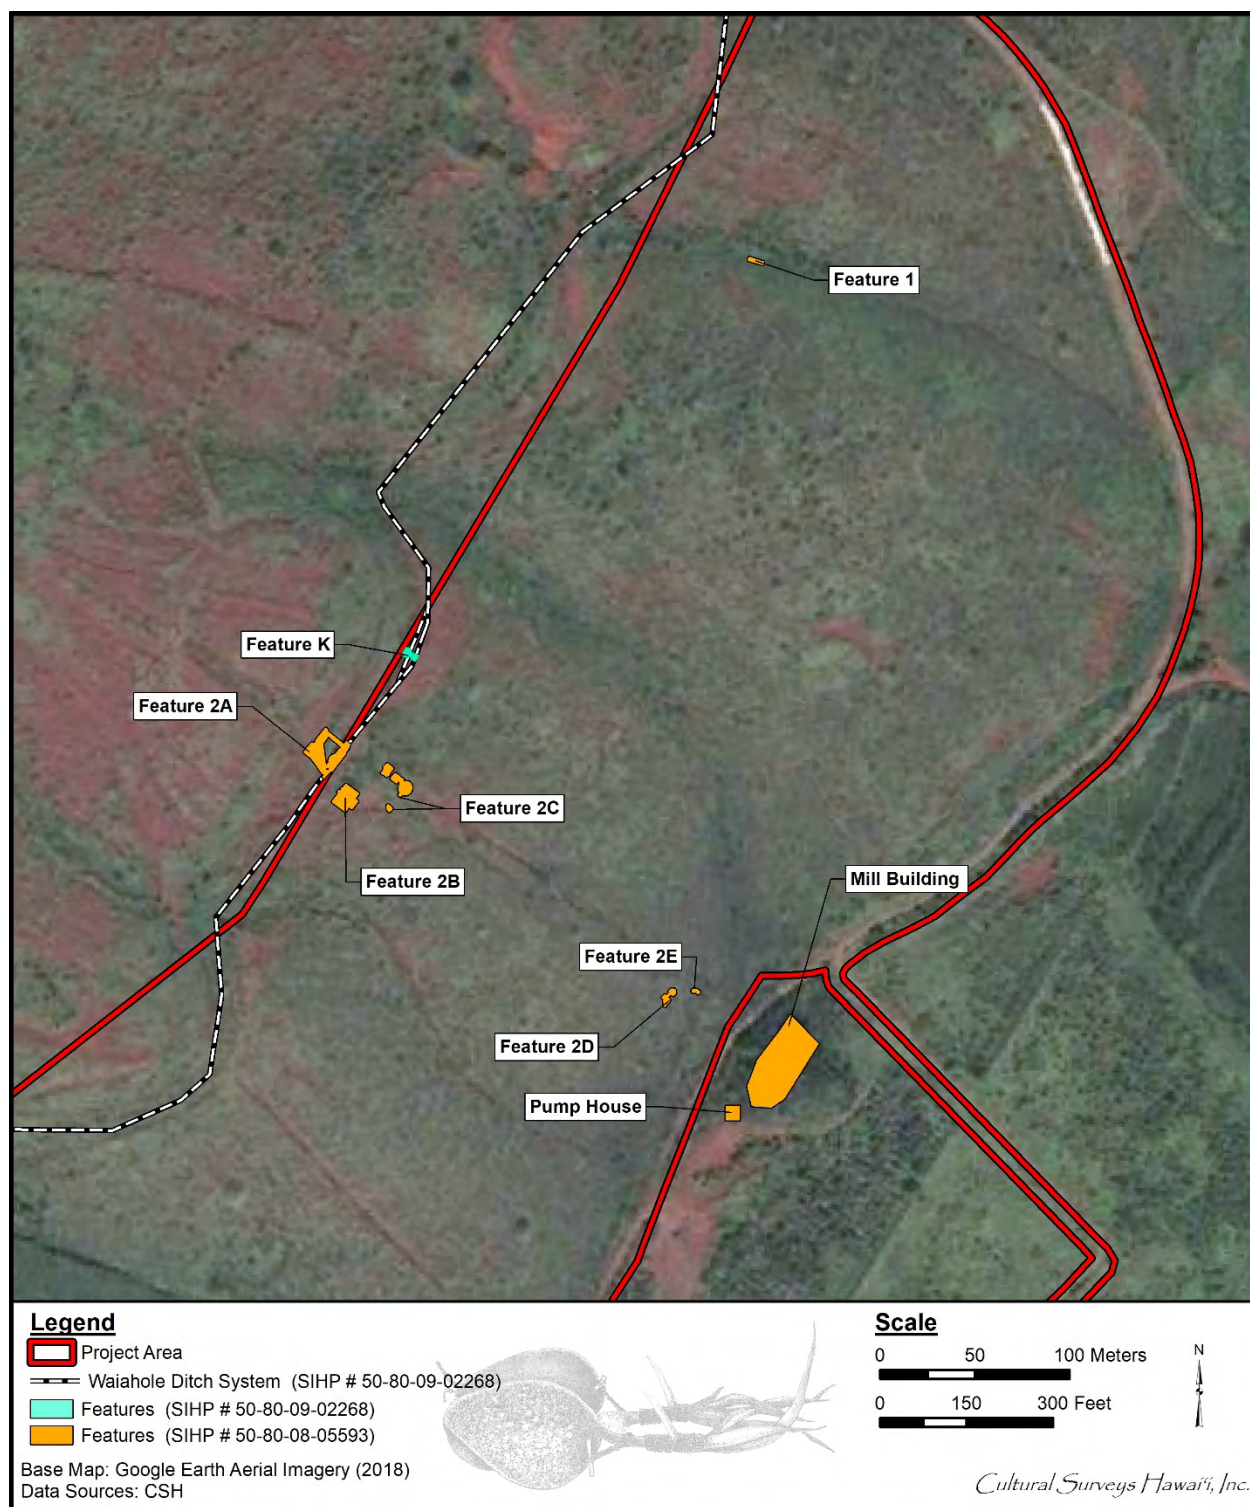 Feature 1
Feature K
Feature 2A
Feature 2C
Feature 2B
Mill Building
Feature 2E
Feature 2D
Pump House
Legend
Project Area
Waiahole Ditch System (SIHP # 50-80-09-02268)
Features (SIHP # 50-80-09-02268)
Features (SIHP # 50-80-08-05593)
Base Map: Google Earth Aerial Imagery (2018)
Data Sources: CSH
Scale
0 50 100 Meters
0 150 300 Feet
N
Cultural Surveys Hawaiʻi, Inc.